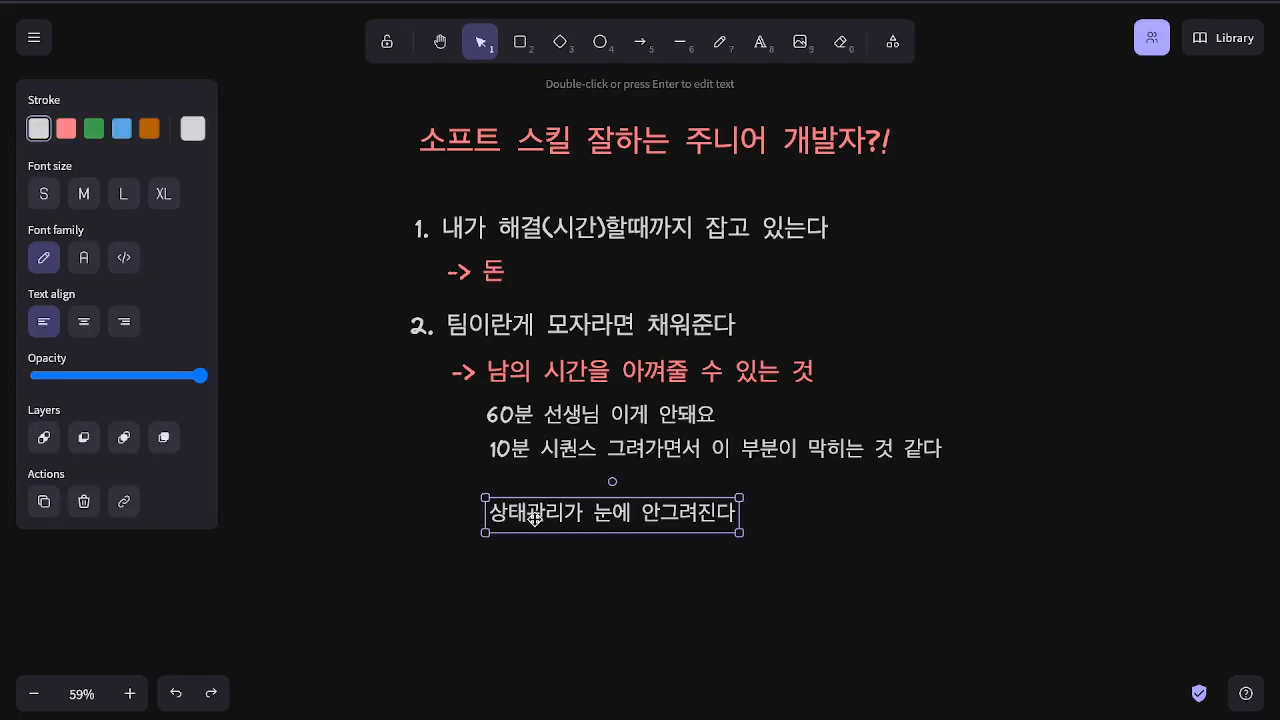 Library
Double-click or press Enter to edit text
Stroke
Font size
S M L XL
Font family
Text align
Opacity
Layers
Actions
소프트 스킬 잘하는 주니어 개발자?!
1. 내가 해결(시간)할때까지 잡고 있는다
-> 돈
2. 팀이란게 모자라면 채워준다
-> 남의 시간을 아껴줄 수 있는 것
60분 선생님 이게 안돼요
10분 시퀀스 그려가면서 이 부분이 막히는 것 같다
상태관리가 눈에 안그려진다
59%